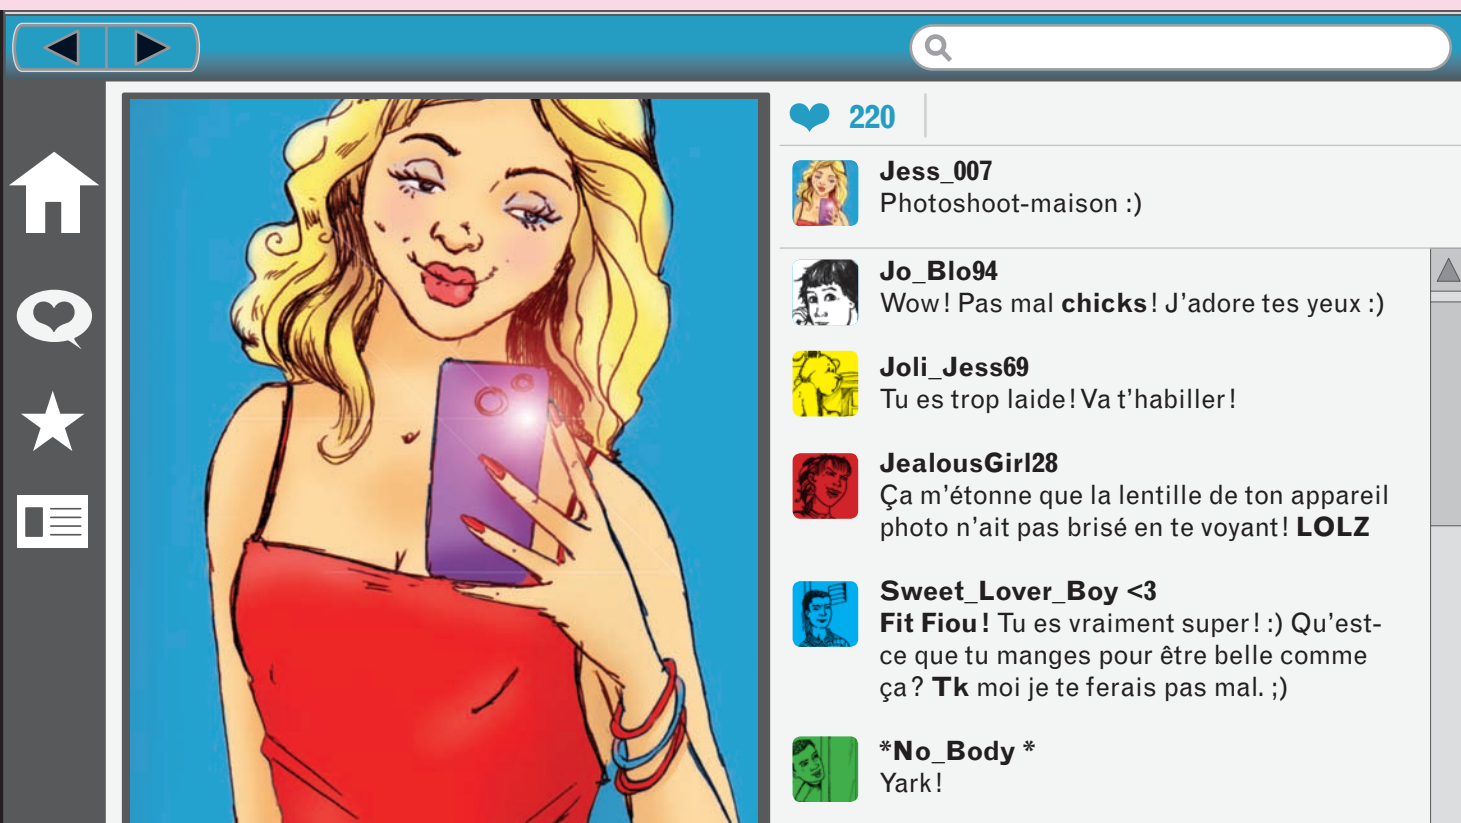 220
Jess_007
Photoshoot-maison :)
Jo_Blo94
Wow ! Pas mal chicks ! J’adore tes yeux :)
Joli_Jess69
Tu es trop laide ! Va t’habiller !
JealousGirl28
Ça m’étonne que la lentille de ton appareil
photo n’ait pas brisé en te voyant ! LOLZ
Sweet_Lover_Boy <3
Fit Fiou ! Tu es vraiment super ! :) Qu’est-
ce que tu manges pour être belle comme
ça ? Tk moi je te ferais pas mal. ;)
*No_Body *
Yark !